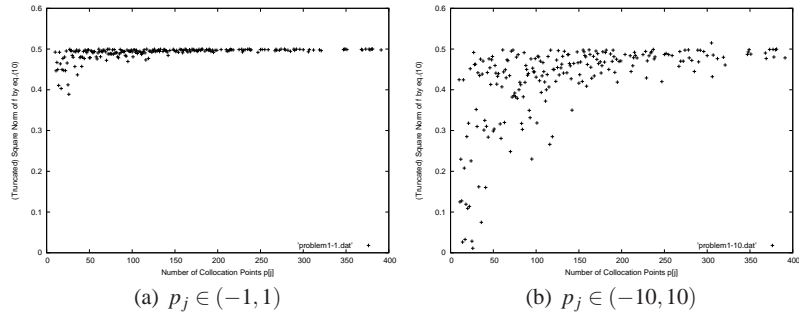 0.6
0.5
0.4
0.3
0.2
0.1
0
(Truncated) Square Norm of f by eq.(10)
0 50 100 150 200 250 300 350 400
Number of Collocation Points p[j]
'problem1-1.dat'
(a) p_j ∈ (−1, 1)
0.6
0.5
0.4
0.3
0.2
0.1
0
(Truncated) Square Norm of f by eq.(10)
0 50 100 150 200 250 300 350 400
Number of Collocation Points p[j]
'problem1-10.dat'
(b) p_j ∈ (−10, 10)